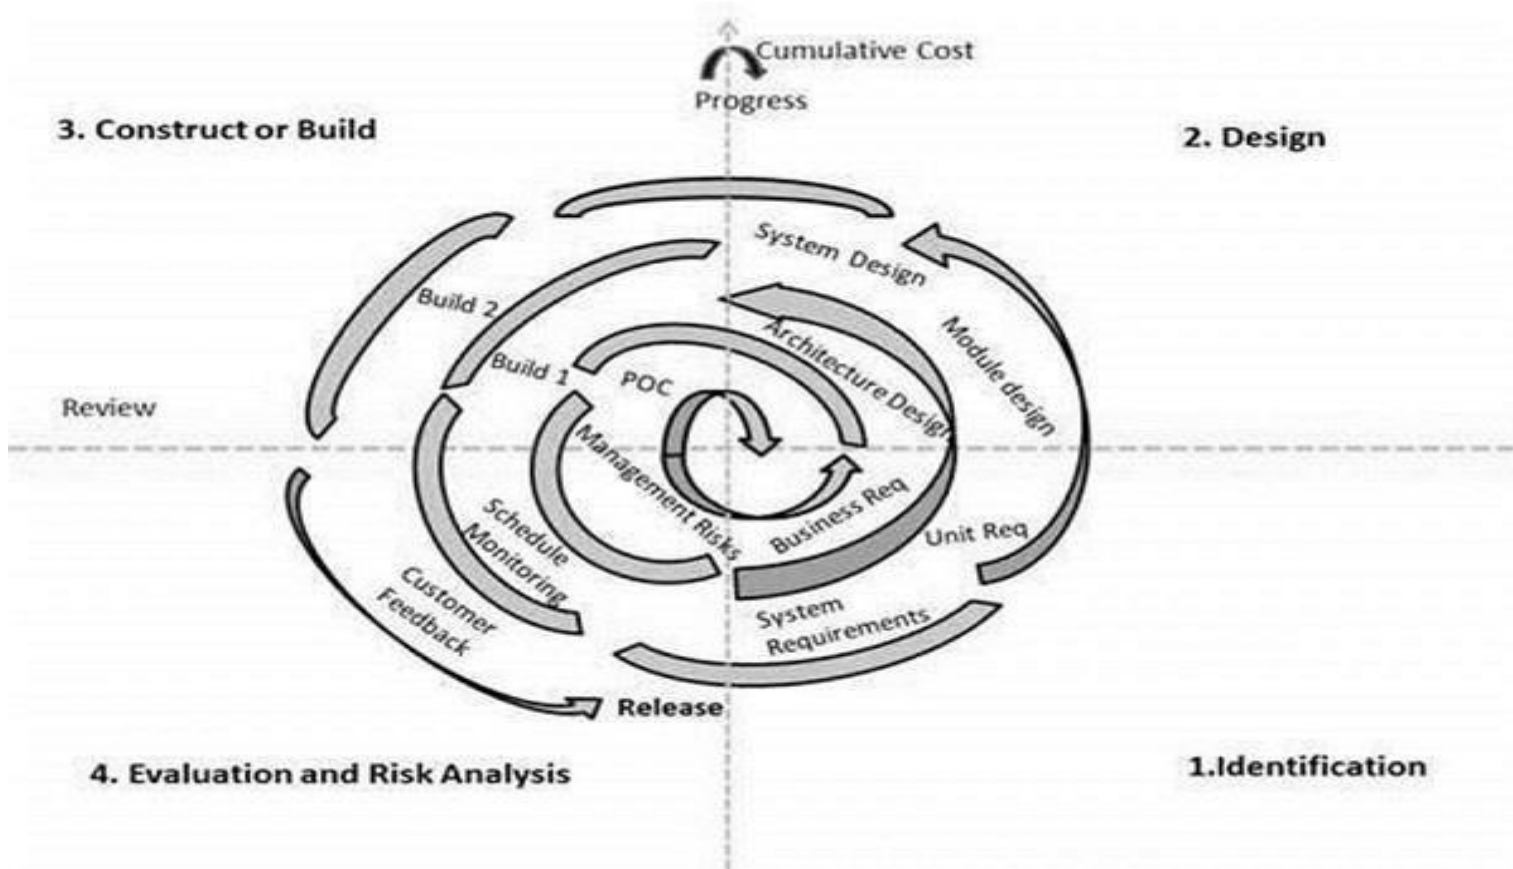 Cumulative Cost
Progress
3. Construct or Build
2. Design
System Design
Build 2
Module design
Architecture Design
Build 1
POC
Review
Management Risks
Business Req
Schedule
Monitoring
Unit Req
Customer
Feedback
System
Requirements
Release
4. Evaluation and Risk Analysis
1.Identification